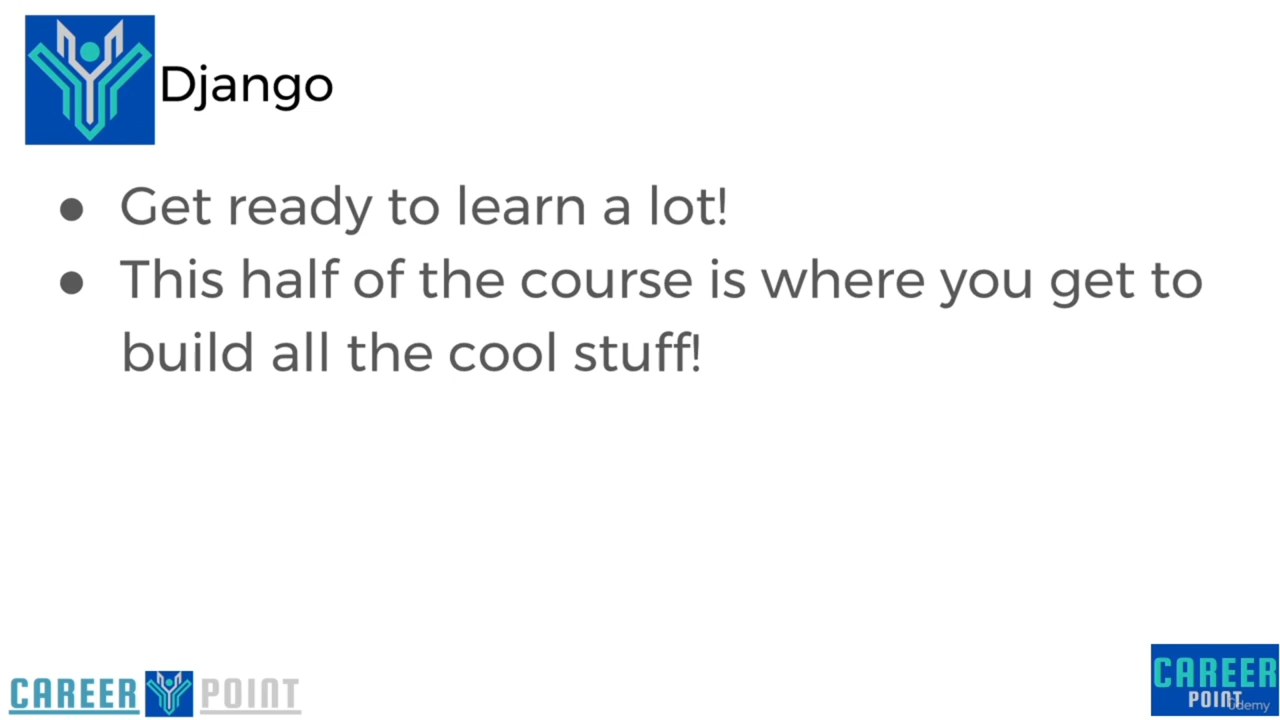 Django
● Get ready to learn a lot!
● This half of the course is where you get to
build all the cool stuff!
CAREER POINT
CAREER
POINT
ûdemy